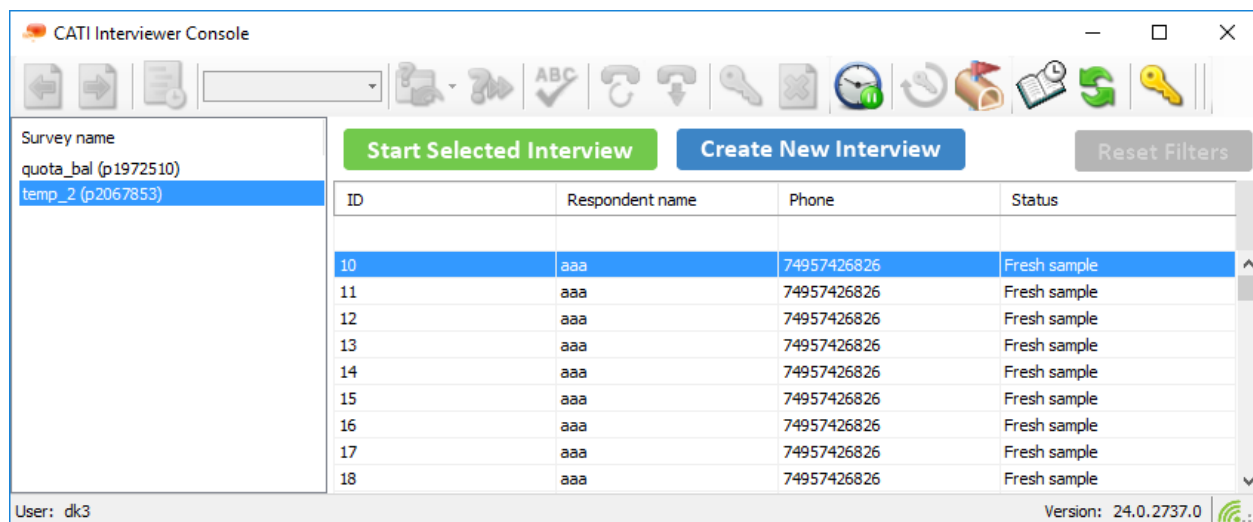 CATI Interviewer Console
ABC
Survey name
quota_bal (p1972510)
temp_2 (p2067853)
Start Selected Interview Create New Interview Reset Filters
ID Respondent name Phone Status
10 aaa 74957426826 Fresh sample
11 aaa 74957426826 Fresh sample
12 aaa 74957426826 Fresh sample
13 aaa 74957426826 Fresh sample
14 aaa 74957426826 Fresh sample
15 aaa 74957426826 Fresh sample
16 aaa 74957426826 Fresh sample
17 aaa 74957426826 Fresh sample
18 aaa 74957426826 Fresh sample
User: dk3 Version: 24.0.2737.0